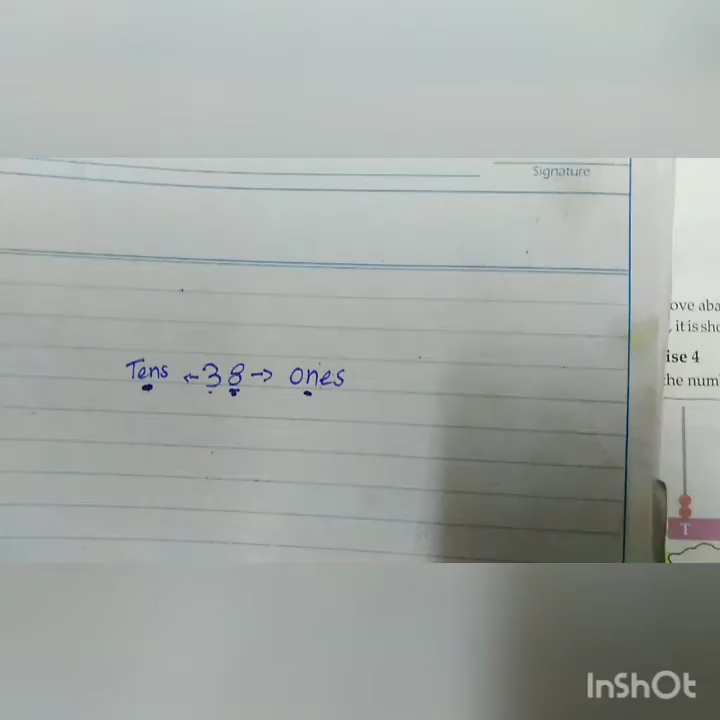 Signature
ove aba
, it is sho
ise 4
he num
Tens ← 38 → ones
T
InShOt